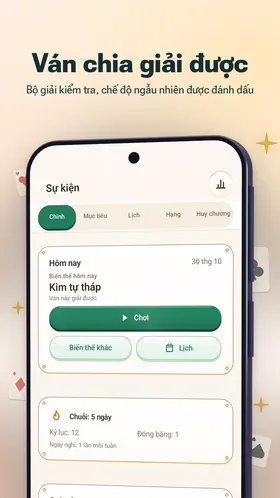 Ván chia giải được
Bộ giải kiểm tra, chế độ ngẫu nhiên được đánh dấu
Sự kiện
Chính
Mục tiêu
Lịch
Hạng
Huy chương
Hôm nay
30 thg 10
Biến thể hôm nay
Kim tự tháp
Ván này giải được
Chơi
Biến thể khác
Lịch
Chuỗi: 5 ngày
Kỷ lục: 12
Đóng băng: 1
Ngày nghỉ: 1 lần mỗi tuần